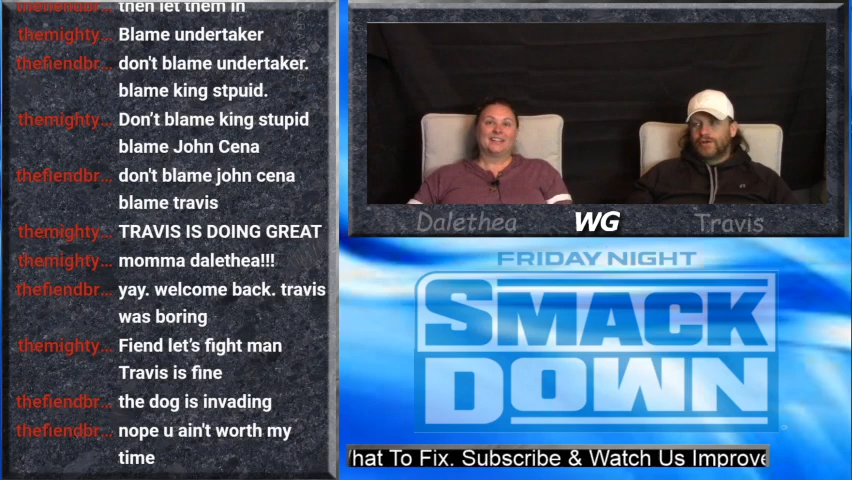 thefiendbr... then let them in
themighty... Blame undertaker
thefiendbr... don't blame undertaker.
blame king stpuid.
themighty... Don't blame king stupid
blame John Cena
thefiendbr... don't blame john cena
blame travis
themighty... TRAVIS IS DOING GREAT
themighty... momma dalethea!!!
thefiendbr... yay. welcome back. travis
was boring
themighty... Fiend let's fight man
Travis is fine
thefiendbr... the dog is invading
thefiendbr... nope u ain't worth my
time
Dalethea WG Travis
FRIDAY NIGHT
SMACK
DOWN
hat To Fix. Subscribe & Watch Us Improve